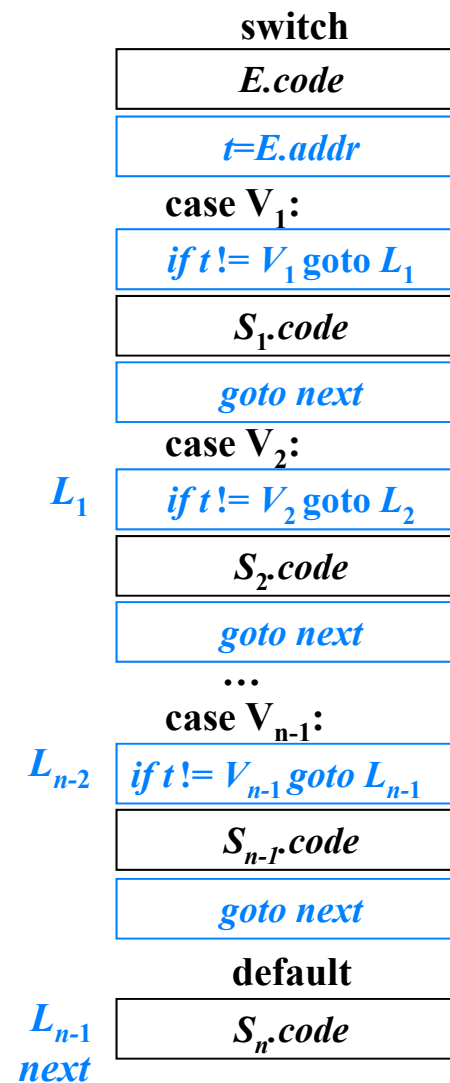 switch
E.code
t=E.addr
case V₁:
if t != V₁ goto L₁
S₁.code
goto next
case V₂:
L₁ if t != V₂ goto L₂
S₂.code
goto next
...
case Vₙ₋₁:
Lₙ₋₂ if t != Vₙ₋₁ goto Lₙ₋₁
Sₙ₋₁.code
goto next
default
Lₙ₋₁ Sₙ.code
next